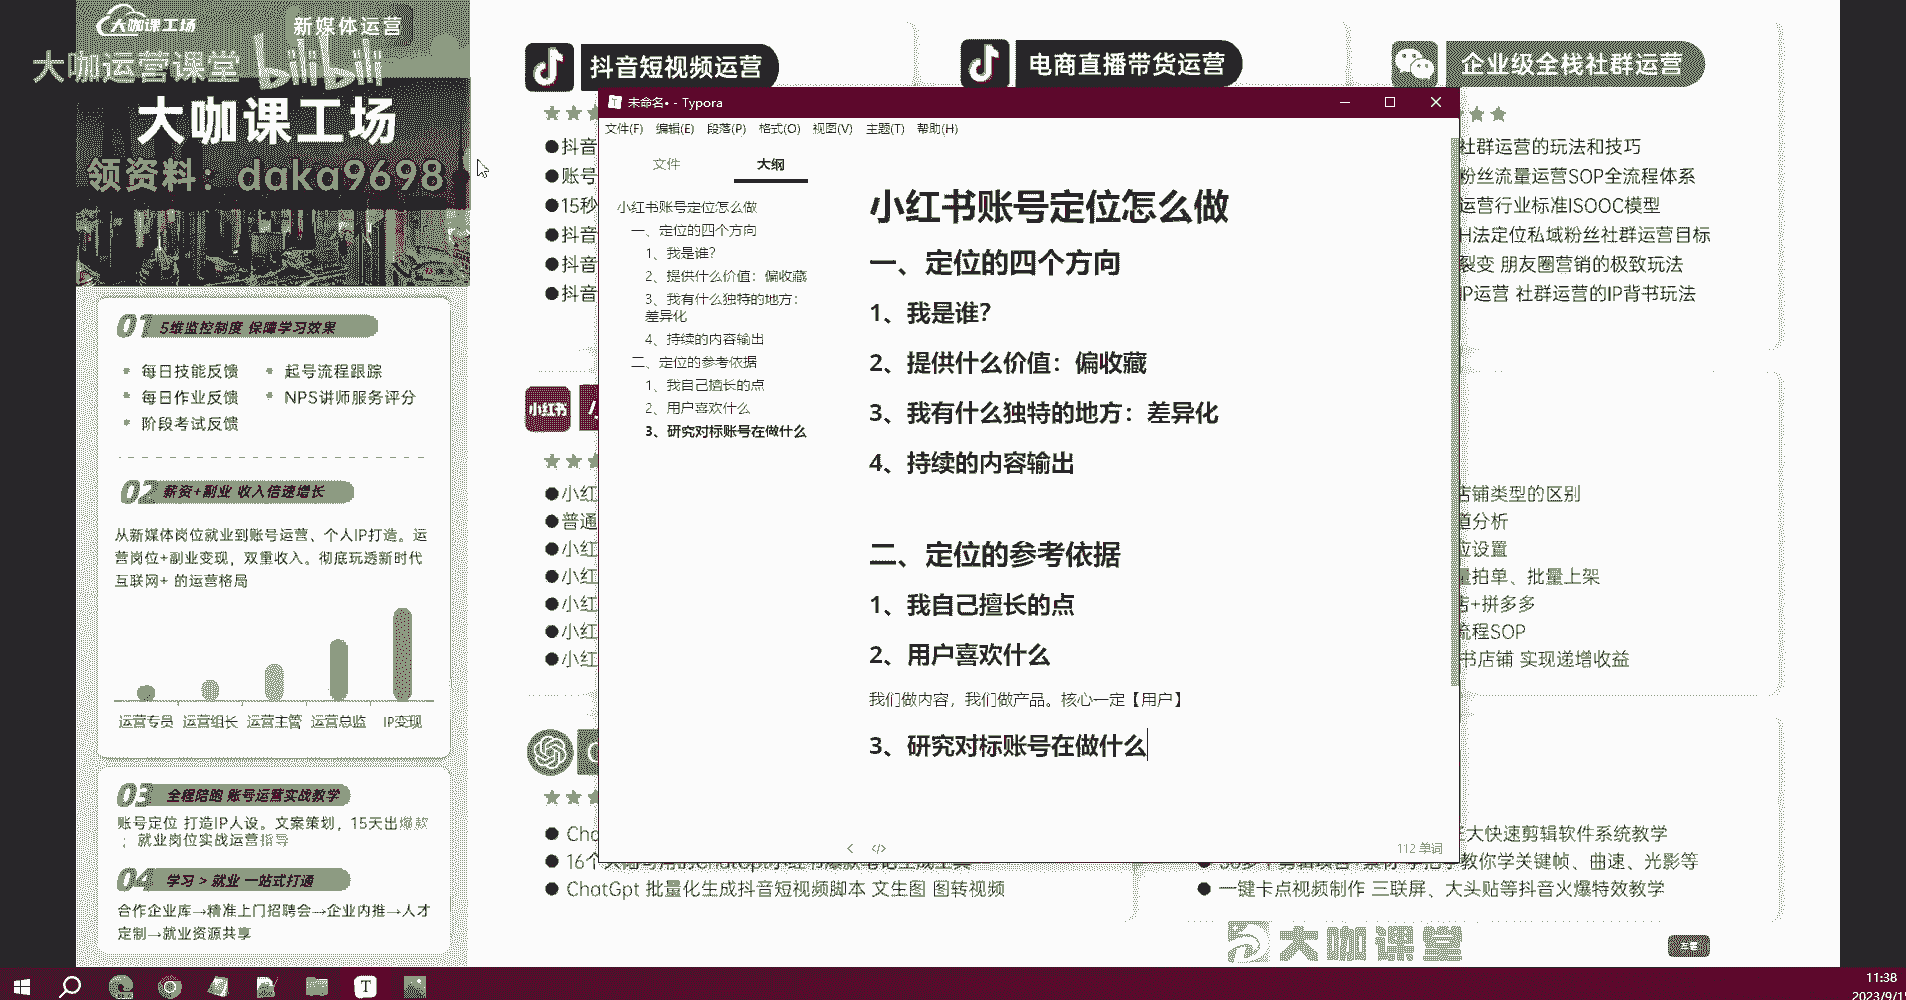 大咖课工场
新媒体运营
大咖运营课堂 bilibili
大咖课工场
领资料：daka9698
01 5维监控制度 保障学习效果
每日技能反馈
起号流程跟踪
每日作业反馈
NPS讲师服务评分
阶段考试反馈
02 薪资+副业 收入倍速增长
从新媒体岗位就业到账号运营、个人IP打造。运
营岗位+副业变现，双重收入。彻底玩透新时代
互联网+ 的运营格局
运营专员 运营组长 运营主管 运营总监 IP变现
03 全程陪跑 账号运营实战教学
账号定位 打造IP人设。文案策划，15天出爆款
；就业岗位实战运营指导
04 学习 > 就业 一站式打通
合作企业库→精准上门招聘会→企业内推→人才
定制→就业资源共享
抖音短视频运营
电商直播带货运营
企业级全栈社群运营
抖音
账号
15秒
抖音
抖音
抖音
社群运营的玩法和技巧
粉丝流量运营SOP全流程体系
运营行业标准ISOOC模型
H法定位私域粉丝社群运营目标
裂变 朋友圈营销的极致玩法
IP运营 社群运营的IP背书玩法
未命名• - Typora
文件(F) 编辑(E) 段落(P) 格式(O) 视图(V) 主题(T) 帮助(H)
文件 大纲
小红书账号定位怎么做
一、定位的四个方向
1、我是谁？
2、提供什么价值：偏收藏
3、我有什么独特的地方：
差异化
4、持续的内容输出
二、定位的参考依据
1、我自己擅长的点
2、用户喜欢什么
3、研究对标账号在做什么
小红书账号定位怎么做
一、定位的四个方向
1、我是谁？
2、提供什么价值：偏收藏
3、我有什么独特的地方：差异化
4、持续的内容输出
二、定位的参考依据
1、我自己擅长的点
2、用户喜欢什么
我们做内容，我们做产品。核心一定【用户】
3、研究对标账号在做什么
112 单词
小红书
小红
普通
小红
小红
小红
小红
小红
店铺类型的区别
道分析
应设置
量拍单、批量上架
店+拼多多
流程SOP
书店铺 实现递增收益
Cha
16个
ChatGpt 批量化生成抖音短视频脚本 文生图 图转视频
大快速剪辑软件系统教学
教你学关键帧、曲速、光影等
一键卡点视频制作 三联屏、大头贴等抖音火爆特效教学
大咖课堂
T
11:38
2023/9/1